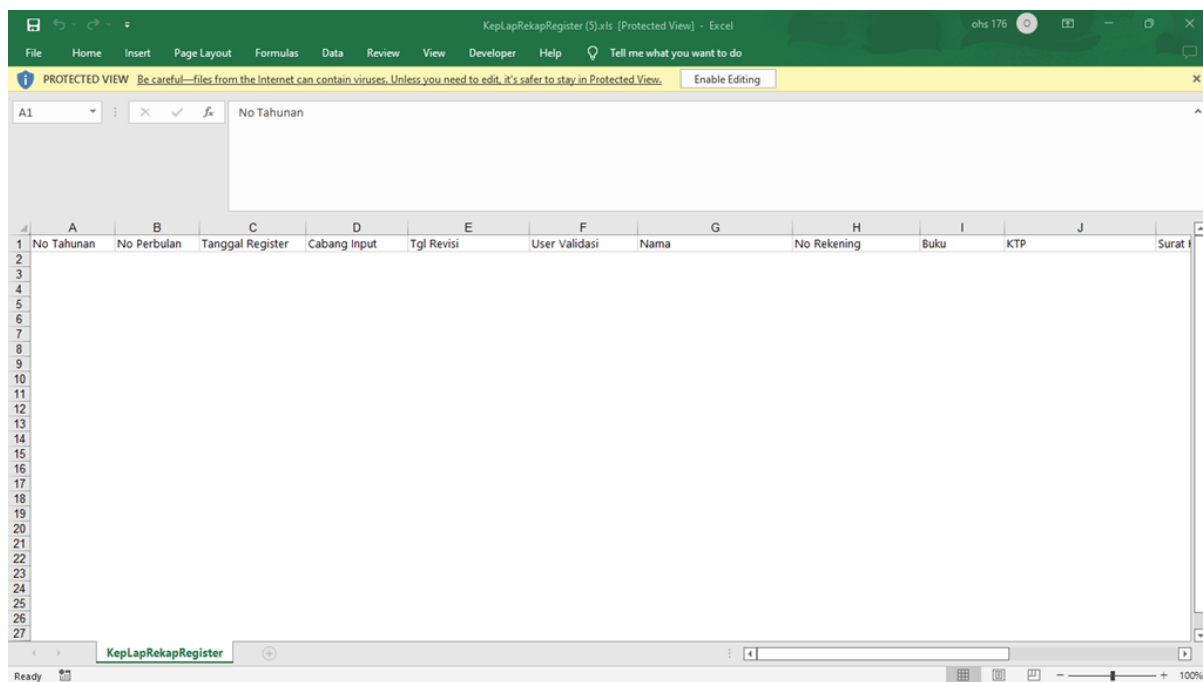 KepLapRekapRegister (5).xls [Protected View] - Excel
ohs 176 O
File Home Insert Page Layout Formulas Data Review View Developer Help Tell me what you want to do
PROTECTED VIEW Be careful—files from the Internet can contain viruses. Unless you need to edit, it's safer to stay in Protected View. Enable Editing
A1 fx No Tahunan
A B C D E F G H I J
1 No Tahunan No Perbulan Tanggal Register Cabang Input Tgl Revisi User Validasi Nama No Rekening Buku KTP Surat
2
3
4
5
6
7
8
9
10
11
12
13
14
15
16
17
18
19
20
21
22
23
24
25
26
27
KepLapRekapRegister
Ready 100%